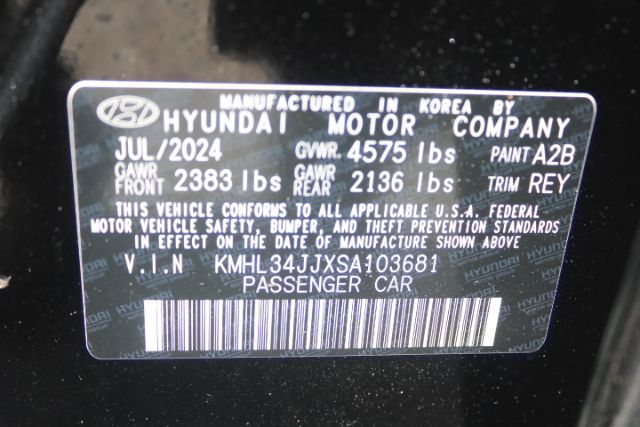 MANUFACTURED IN KOREA BY
HYUNDAI MOTOR COMPANY
JUL/2024 GVWR 4575 lbs PAINT A2B
GAWR FRONT 2383 lbs GAWR REAR 2136 lbs TRIM REY
THIS VEHICLE CONFORMS TO ALL APPLICABLE U.S.A. FEDERAL
MOTOR VEHICLE SAFETY, BUMPER, AND THEFT PREVENTION STANDARDS
IN EFFECT ON THE DATE OF MANUFACTURE SHOWN ABOVE
V.I.N KMHL34JJXSA103681
PASSENGER CAR